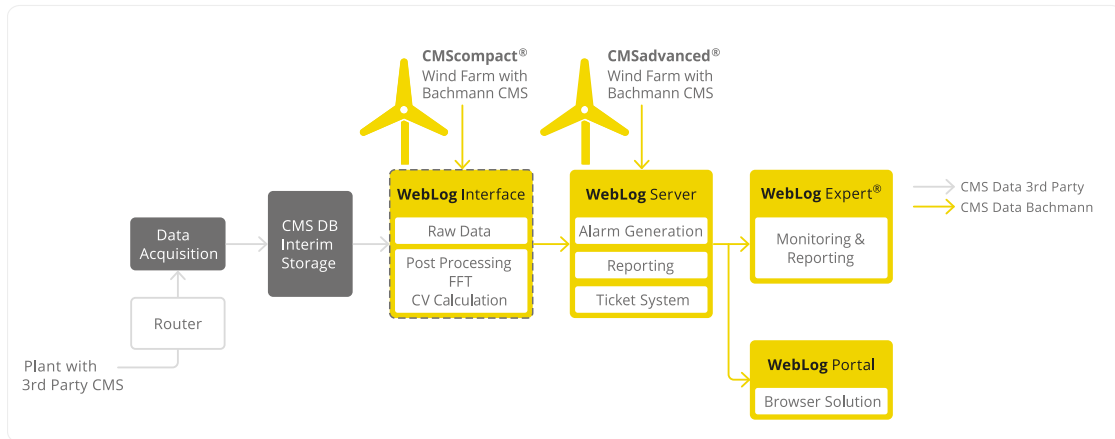 CMScompact®
Wind Farm with
Bachmann CMS
CMSadvanced®
Wind Farm with
Bachmann CMS
WebLog Interface
Raw Data
Post Processing
FFT
CV Calculation
WebLog Server
Alarm Generation
Reporting
Ticket System
WebLog Expert®
Monitoring &
Reporting
CMS Data 3rd Party
CMS Data Bachmann
Data
Acquisition
CMS DB
Interim
Storage
Router
Plant with
3rd Party CMS
WebLog Portal
Browser Solution